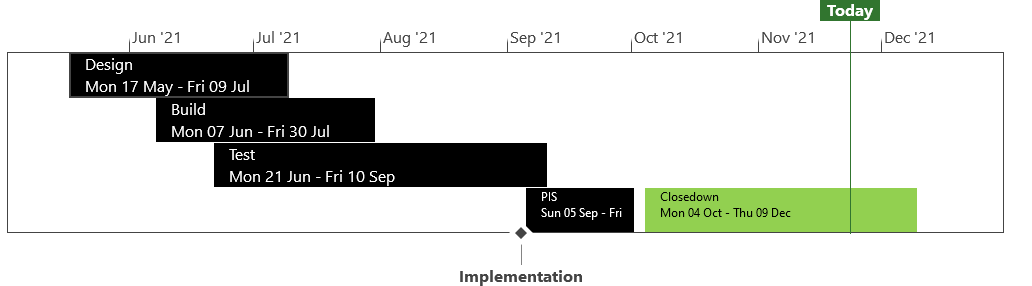 Today
Jun '21 Jul '21 Aug '21 Sep '21 Oct '21 Nov '21 Dec '21
Design
Mon 17 May - Fri 09 Jul
Build
Mon 07 Jun - Fri 30 Jul
Test
Mon 21 Jun - Fri 10 Sep
PIS
Sun 05 Sep - Fri
Closedown
Mon 04 Oct - Thu 09 Dec
Implementation